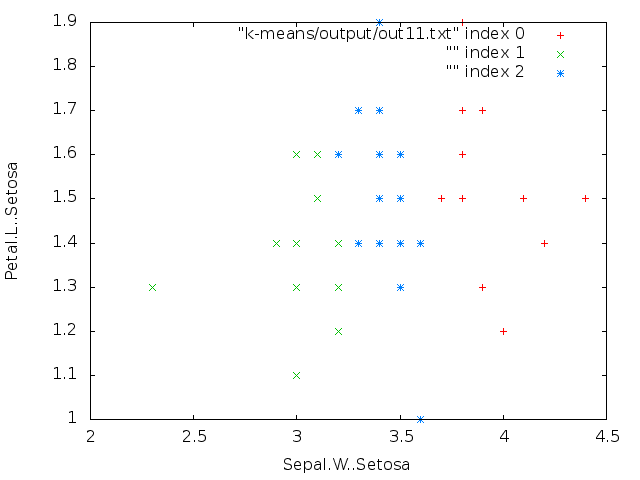 "k-means/output/out11.txt" index 0
"" index 1
"" index 2
1.9
1.8
1.7
1.6
1.5
1.4
1.3
1.2
1.1
1
Petal.L..Setosa
2 2.5 3 3.5 4 4.5
Sepal.W..Setosa